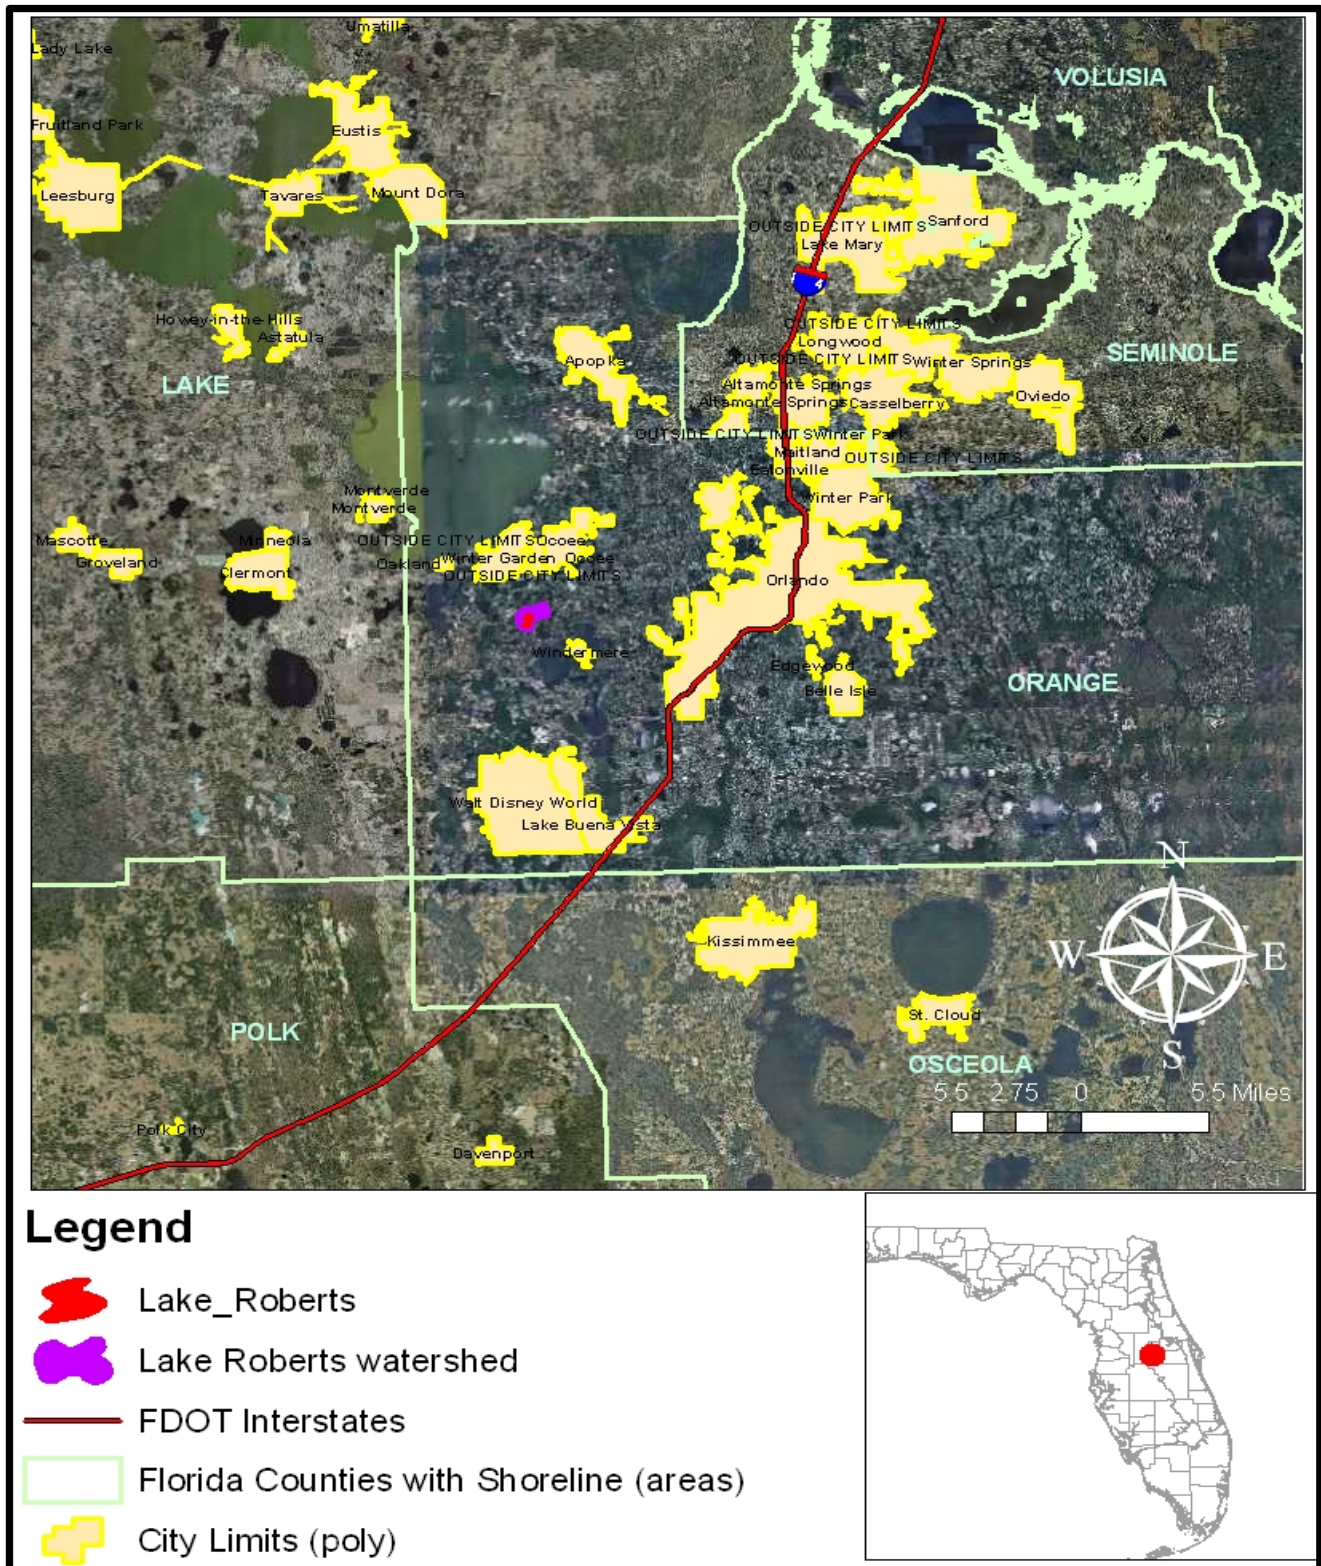 Umatilla
Lady Lake
VOLUSIA
Fruitland Park
Eustis
Leesburg
Tavares
Mount Dora
Sanford
OUTSIDE CITY LIMITS
Lake Mary
4
Howey-in-the-Hills
Astatula
OUTSIDE CITY LIMITS
Longwood
SEMINOLE
OUTSIDE CITY LIMITS
Winter Springs
Apopka
LAKE
Altamonte Springs
Oviedo
Altamonte Springs
Casselberry
OUTSIDE CITY LIMITS
Winter Park
Maitland
OUTSIDE CITY LIMITS
Eatonville
Montverde
Winter Park
Montverde
Mascotte
Minneola
OUTSIDE CITY LIMITS
Ocoee
Groveland
Oakland
Winter Garden
Ocoee
Clermont
OUTSIDE CITY LIMITS
Orlando
Windermere
Edgewood
ORANGE
Belle Isle
Walt Disney World
Lake Buena Vista
N
Kissimmee
W
E
St. Cloud
POLK
S
OSCEOLA
5.5 2.75 0 5.5 Miles
Polk City
Davenport
Legend
Lake_Roberts
Lake Roberts watershed
FDOT Interstates
Florida Counties with Shoreline (areas)
City Limits (poly)